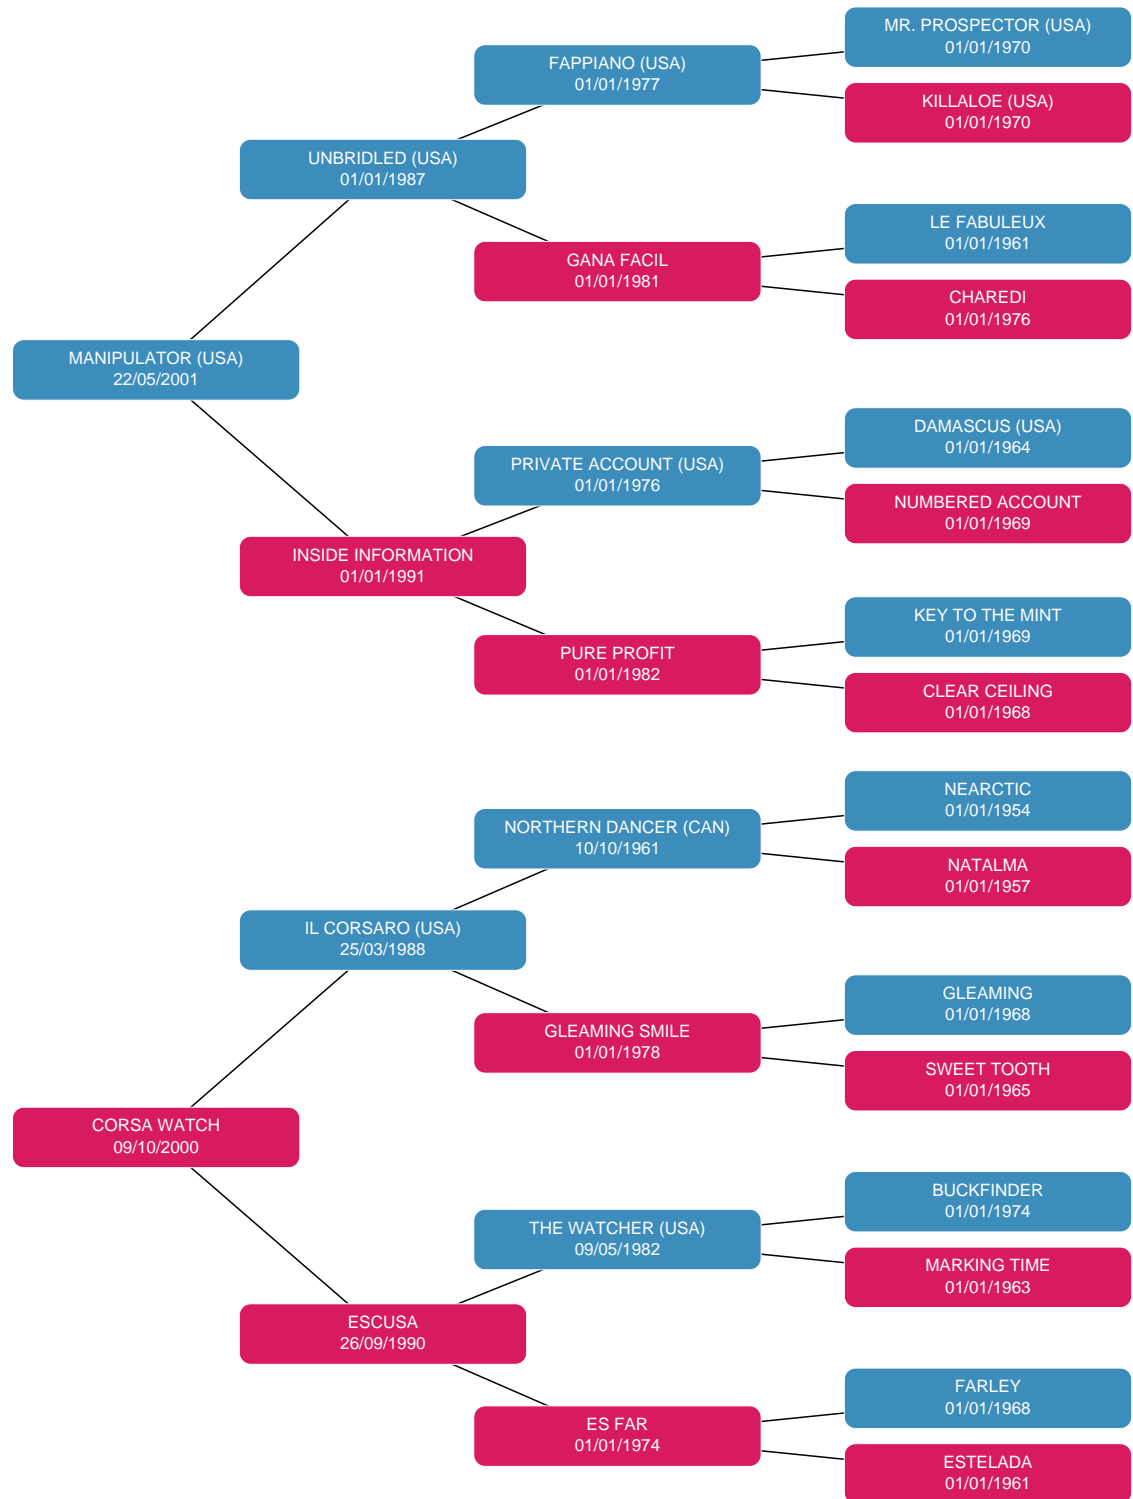 MR. PROSPECTOR (USA)
01/01/1970
FAPPIANO (USA)
01/01/1977
KILLALOE (USA)
01/01/1970
UNBRIDLED (USA)
01/01/1987
LE FABULEUX
01/01/1961
GANA FACIL
01/01/1981
CHAREDI
01/01/1976
MANIPULATOR (USA)
22/05/2001
DAMASCUS (USA)
01/01/1964
PRIVATE ACCOUNT (USA)
01/01/1976
NUMBERED ACCOUNT
01/01/1969
INSIDE INFORMATION
01/01/1991
KEY TO THE MINT
01/01/1969
PURE PROFIT
01/01/1982
CLEAR CEILING
01/01/1968
NEARCTIC
01/01/1954
NORTHERN DANCER (CAN)
10/10/1961
NATALMA
01/01/1957
IL CORSARO (USA)
25/03/1988
GLEAMING
01/01/1968
GLEAMING SMILE
01/01/1978
SWEET TOOTH
01/01/1965
CORSA WATCH
09/10/2000
BUCKFINDER
01/01/1974
THE WATCHER (USA)
09/05/1982
MARKING TIME
01/01/1963
ESCUSA
26/09/1990
FARLEY
01/01/1968
ES FAR
01/01/1974
ESTELADA
01/01/1961